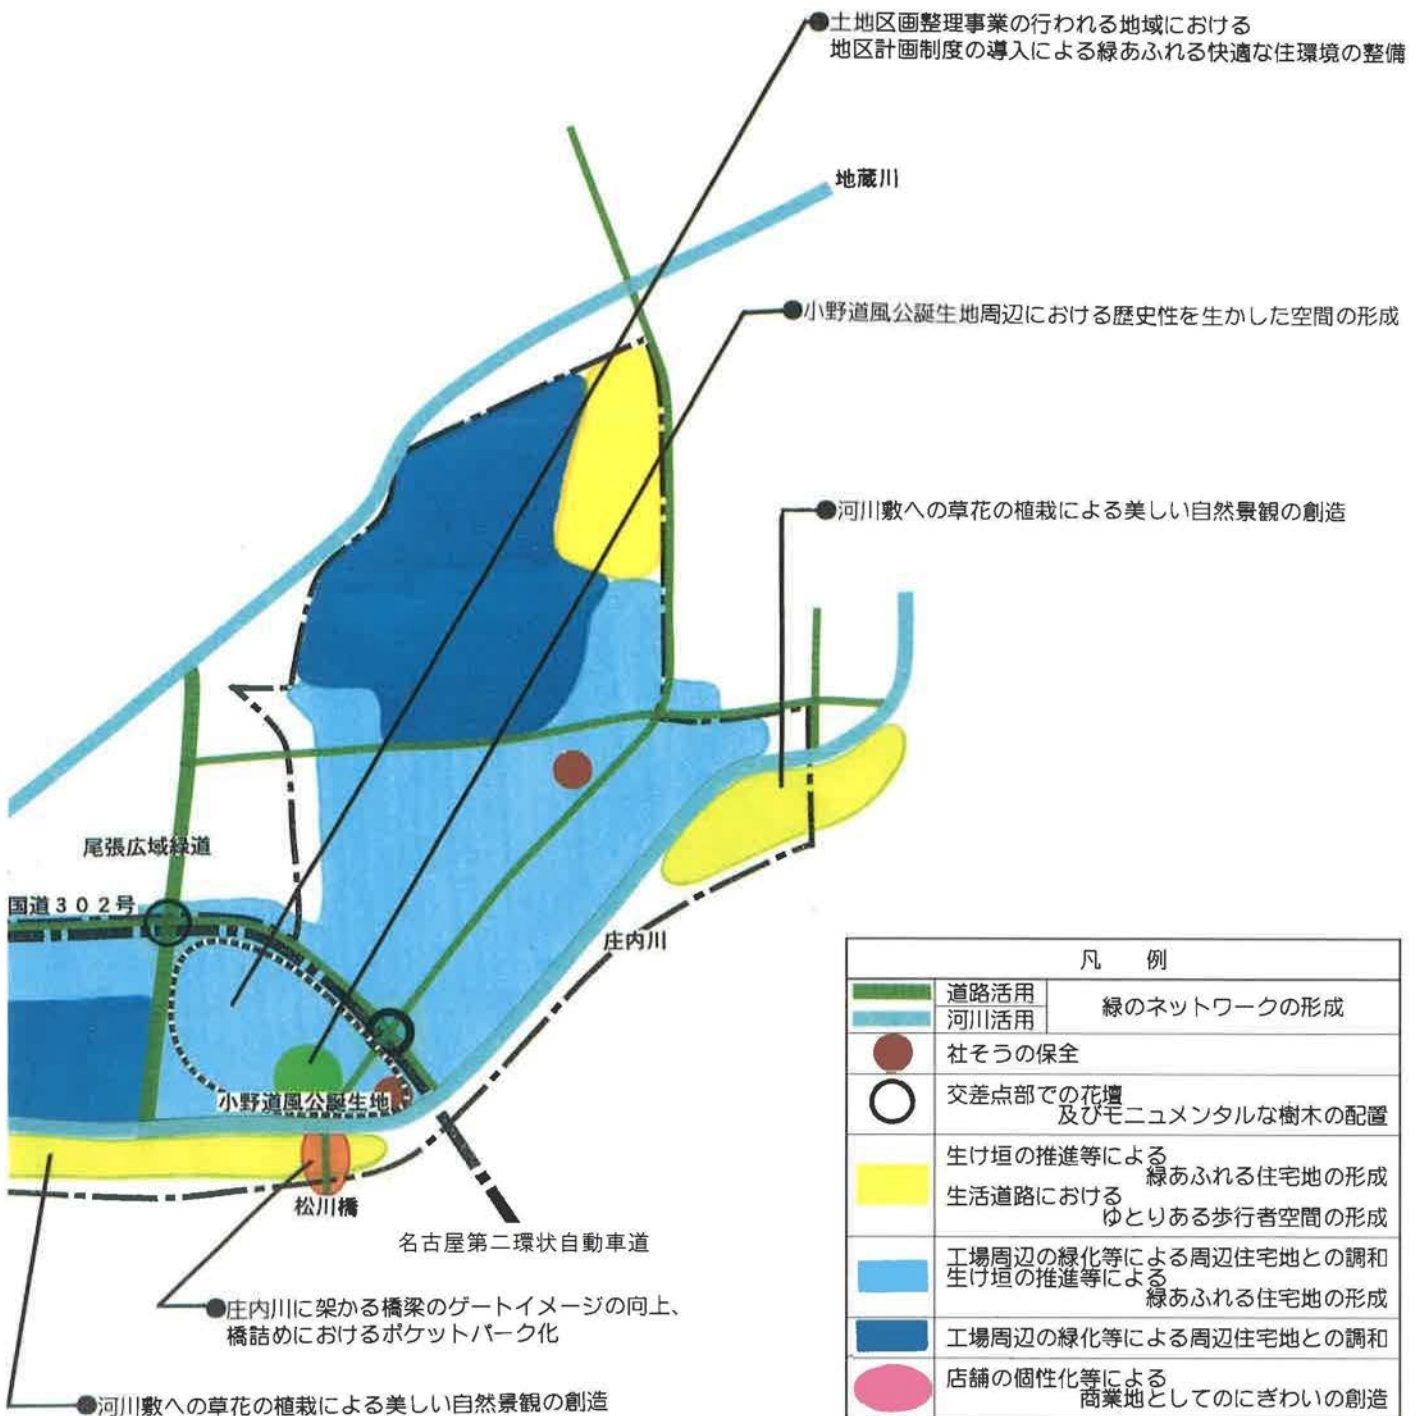 ●土地区画整理事業の行われる地域における
地区計画制度の導入による緑あふれる快適な住環境の整備
地蔵川
●小野道風公誕生地周辺における歴史性を生かした空間の形成
●河川敷への草花の植栽による美しい自然景観の創造
尾張広域緑道
国道302号
庄内川
小野道風公誕生地
松川橋
名古屋第二環状自動車道
●庄内川に架かる橋梁のゲートイメージの向上、
橋詰めにおけるポケットパーク化
●河川敷への草花の植栽による美しい自然景観の創造
凡 例
道路活用
河川活用
緑のネットワークの形成
社そうの保全
交差点部での花壇
及びモニュメンタルな樹木の配置
生け垣の推進等による
緑あふれる住宅地の形成
生活道路における
ゆとりある歩行者空間の形成
工場周辺の緑化等による周辺住宅地との調和
生け垣の推進等による
緑あふれる住宅地の形成
工場周辺の緑化等による周辺住宅地との調和
店舗の個性化等による
商業地としてのにぎわいの創造